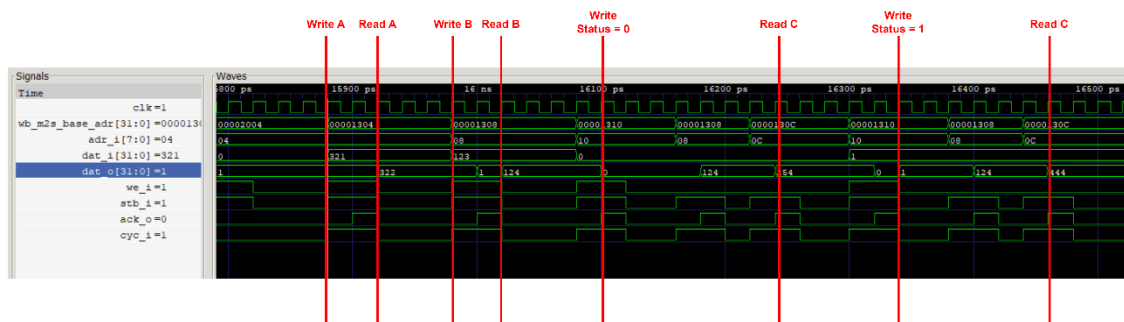 Write A Read A Write B Read B Write Status = 0 Read C Write Status = 1 Read C
Signals Waves
Time 15900 ps 16 ns 16100 ps 16200 ps 16300 ps 16400 ps 16500 ps
clk=1
wb_m2s_base_adr[31:0] =000013 00002004 00001304 00001308 00001310 00001308 0000130C 00001310 00001308 0000130C
adr_i[7:0] =04 04 08 10 08 0C 10 08 0C
dat_i[31:0] =321 0 321 123 0 1
dat_o[31:0] =1 1 322 1 124 0 124 0 1 124 444
we_i=1
stb_i=1
ack_o=0
cyc_i=1